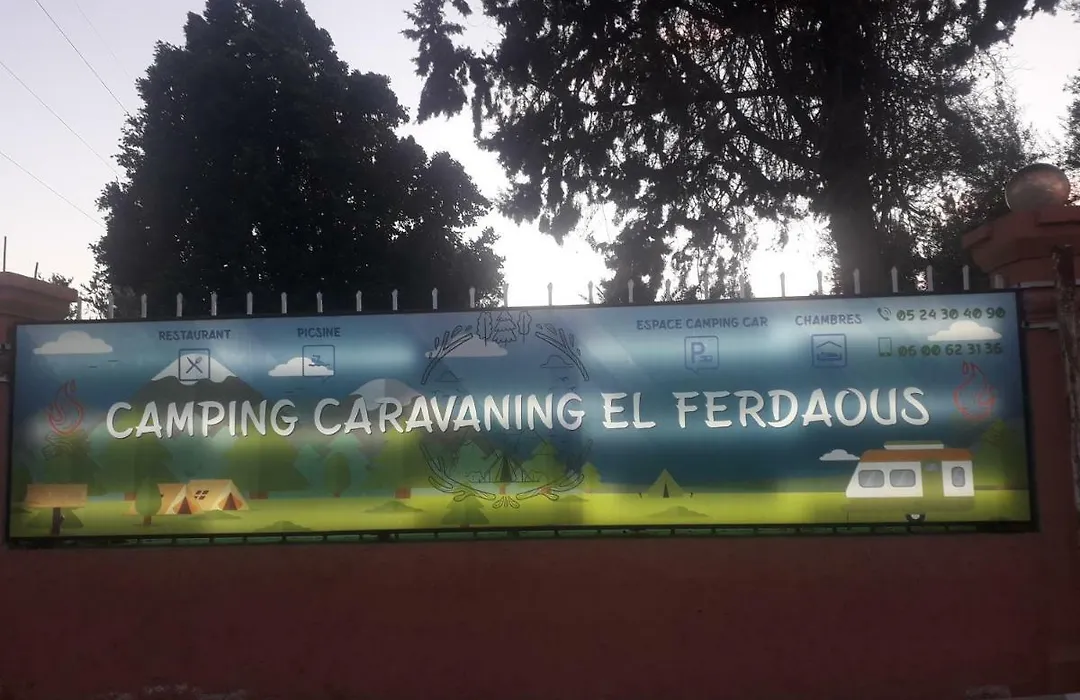 RESTAURANT
PICSINE
ESPACE CAMPING CAR
CHAMBRES
05 24 30 40 90
P
06 00 62 31 36
CAMPING CARAVANING EL FERDAOUS